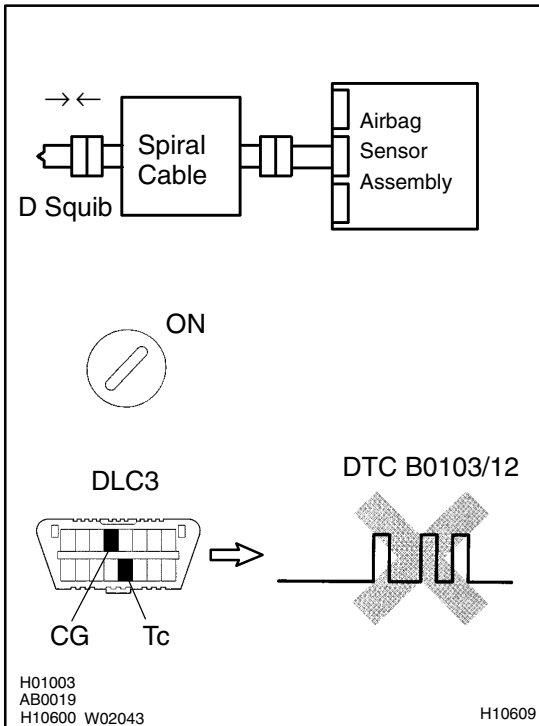 Airbag
Sensor
Assembly
Spiral
Cable
D Squib
ON
DLC3
DTC B0103/12
CG
Tc
H01003
AB0019
H10600 W02043
H10609